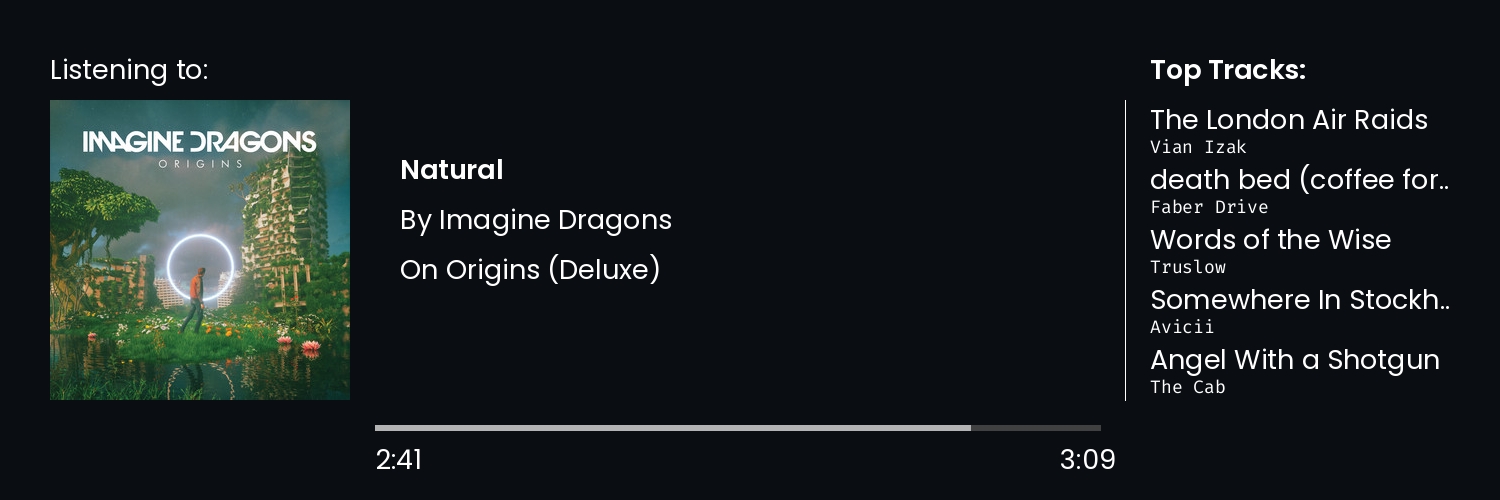 Listening to:
IMAGINE DRAGONS
ORIGINS
Natural
By Imagine Dragons
On Origins (Deluxe)
2:41
3:09
Top Tracks:
The London Air Raids
Vian Izak
death bed (coffee for..
Faber Drive
Words of the Wise
Truslow
Somewhere In Stockh..
Avicii
Angel With a Shotgun
The Cab